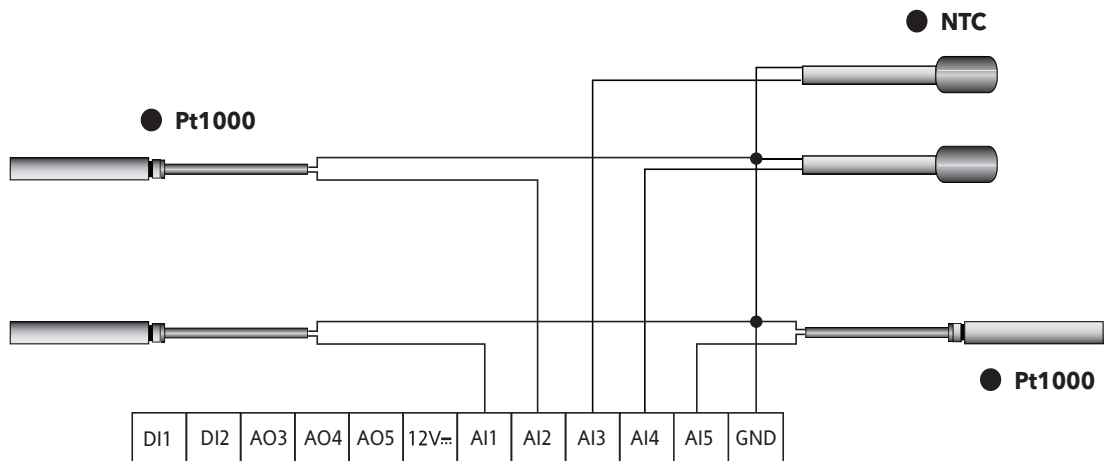 NTC
Pt1000
Pt1000
DI1 DI2 AO3 AO4 AO5 12V⎓ AI1 AI2 AI3 AI4 AI5 GND